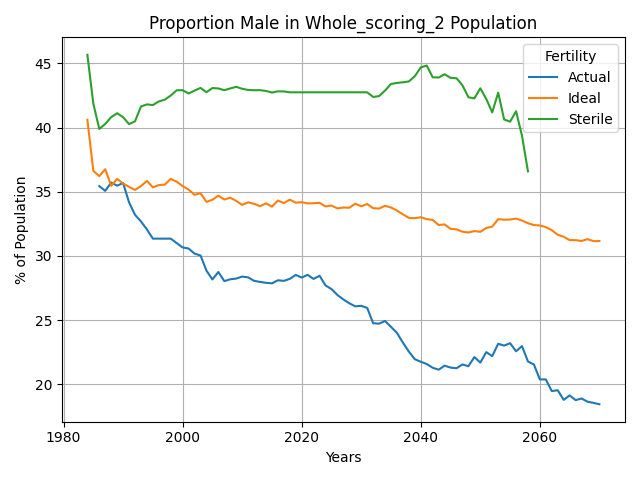 Proportion Male in Whole_scoring_2 Population
Fertility
Actual
Ideal
Sterile
% of Population
45
40
35
30
25
20
1980
2000
2020
2040
2060
Years